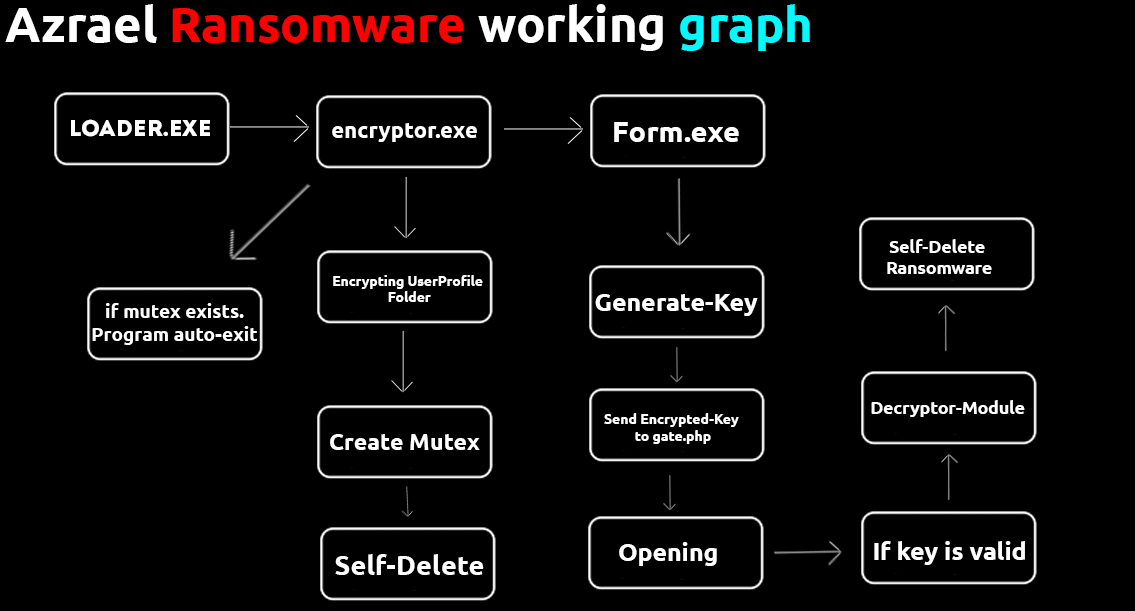 Azrael Ransomware working graph
LOADER.EXE
encryptor.exe
Form.exe
if mutex exists.
Program auto-exit
Encrypting UserProfile
Folder
Create Mutex
Self-Delete
Generate-Key
Send Encrypted-Key
to gate.php
Opening
If key is valid
Decryptor-Module
Self-Delete
Ransomware